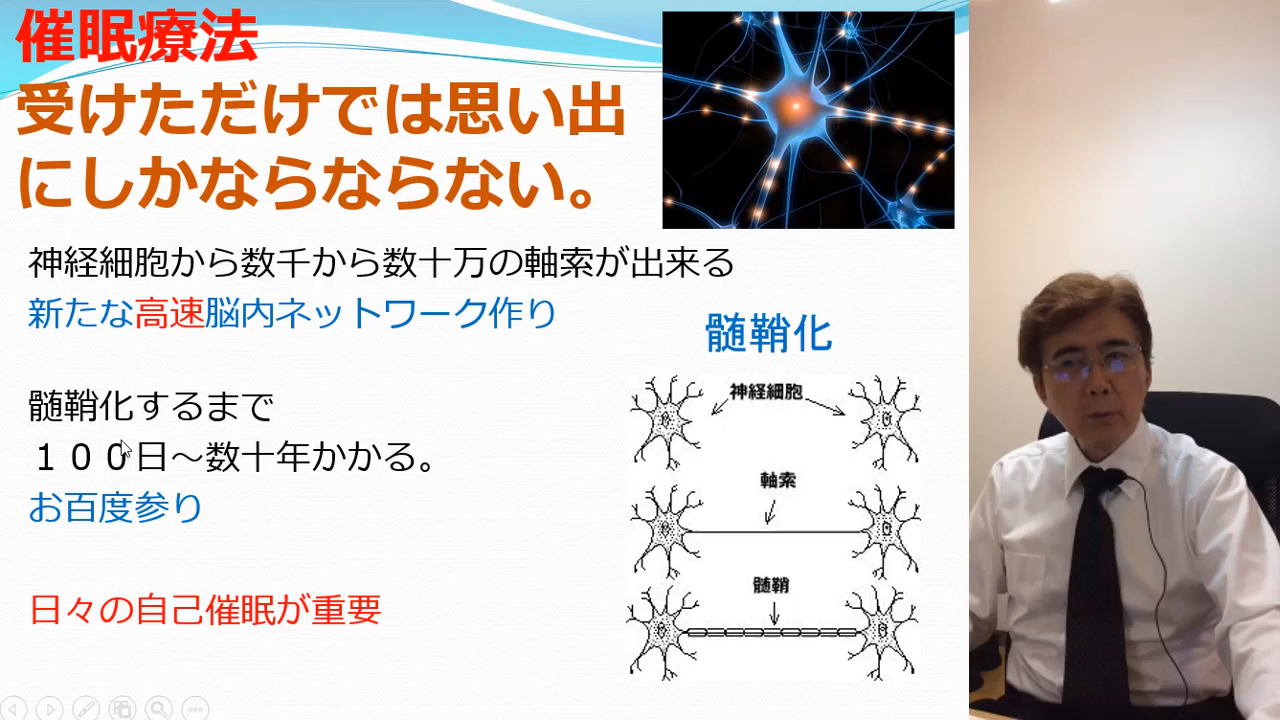 催眠療法
受けただけでは思い出
にしかならならない。
神経細胞から数千から数十万の軸索が出来る
新たな高速脳内ネットワーク作り
髄鞘化するまで
１００日～数十年かかる。
お百度参り
日々の自己催眠が重要
髄鞘化
神経細胞
軸索
髄鞘